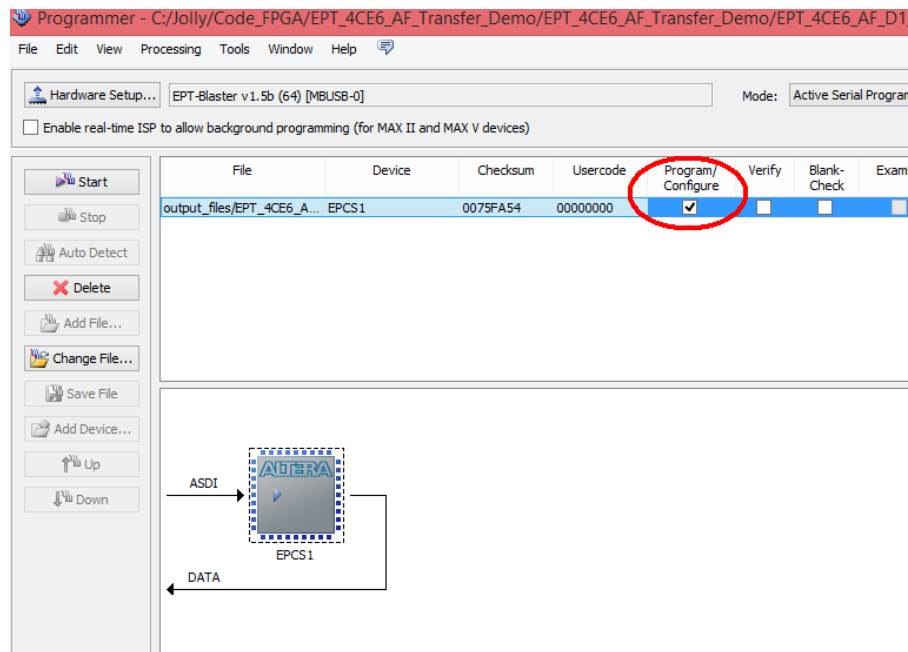 Programmer - C:/Jolly/Code_FPGA/EPT_4CE6_AF_Transfer_Demo/EPT_4CE6_AF_Transfer_Demo/EPT_4CE6_AF_D1_
File Edit View Processing Tools Window Help
Hardware Setup... EPT-Blaster v1.5b (64) [MBUSB-0] Mode: Active Serial Program
Enable real-time ISP to allow background programming (for MAX II and MAX V devices)
Start
Stop
Auto Detect
Delete
Add File...
Change File...
Save File
Add Device...
Up
Down
File Device Checksum Usercode Program/ Verify Blank- Exam
Configure Check
output_files/EPT_4CE6_A... EPCS1 0075FA54 00000000
ALTERA
ASDI
EPCS1
DATA